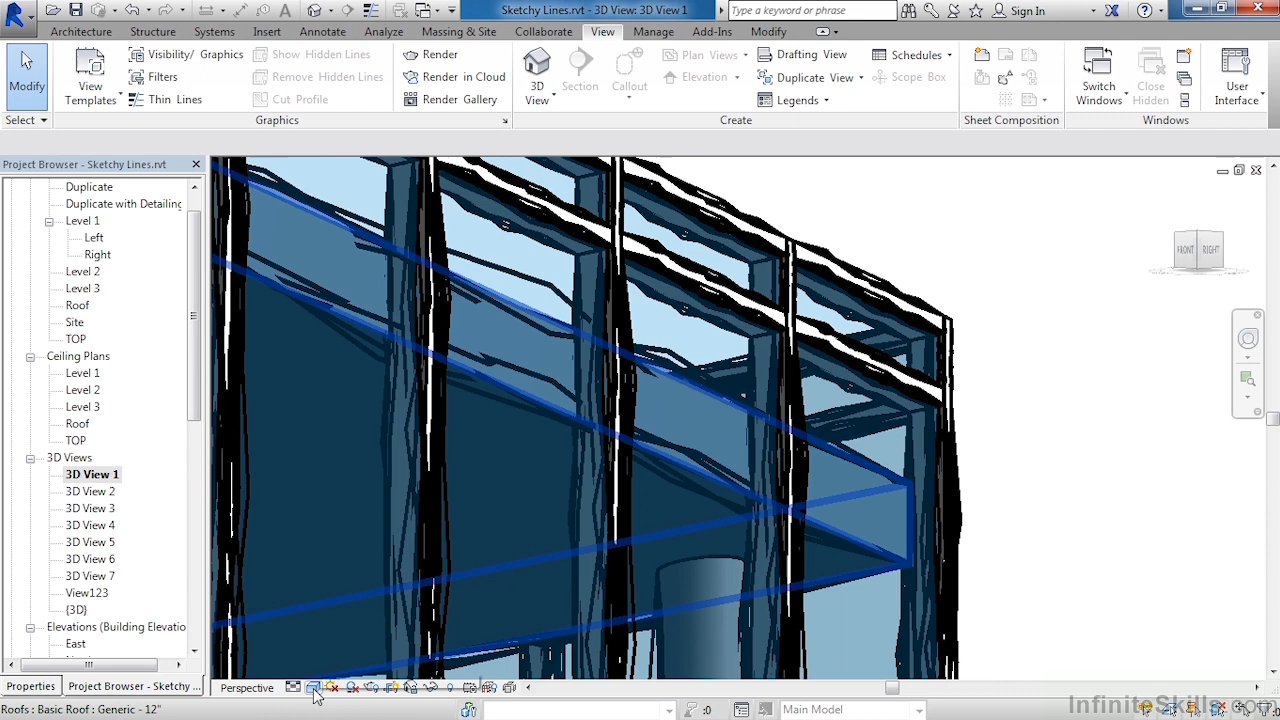 Sketchy Lines.rvt - 3D View: 3D View 1
Type a keyword or phrase
Sign In
Architecture Structure Systems Insert Annotate Analyze Massing & Site Collaborate View Manage Add-Ins Modify
Modify
Select
View Templates
Visibility/ Graphics
Filters
Thin Lines
Show Hidden Lines
Remove Hidden Lines
Cut Profile
Graphics
Render
Render in Cloud
Render Gallery
3D View
Section
Callout
Plan Views
Elevation
Drafting View
Duplicate View
Legends
Schedules
Scope Box
Create
Sheet Composition
Switch Windows
Close Hidden
User Interface
Windows
Project Browser - Sketchy Lines.rvt
Duplicate
Duplicate with Detailing
Level 1
Left
Right
Level 2
Level 3
Roof
Site
TOP
Ceiling Plans
Level 1
Level 2
Level 3
Roof
TOP
3D Views
3D View 1
3D View 2
3D View 3
3D View 4
3D View 5
3D View 6
3D View 7
View123
{3D}
Elevations (Building Elevatio
East
FRONT RIGHT
Properties
Project Browser - Sketchy ...
Perspective
Roofs : Basic Roof : Generic - 12"
:0
Main Model
InfiniteSkills.com